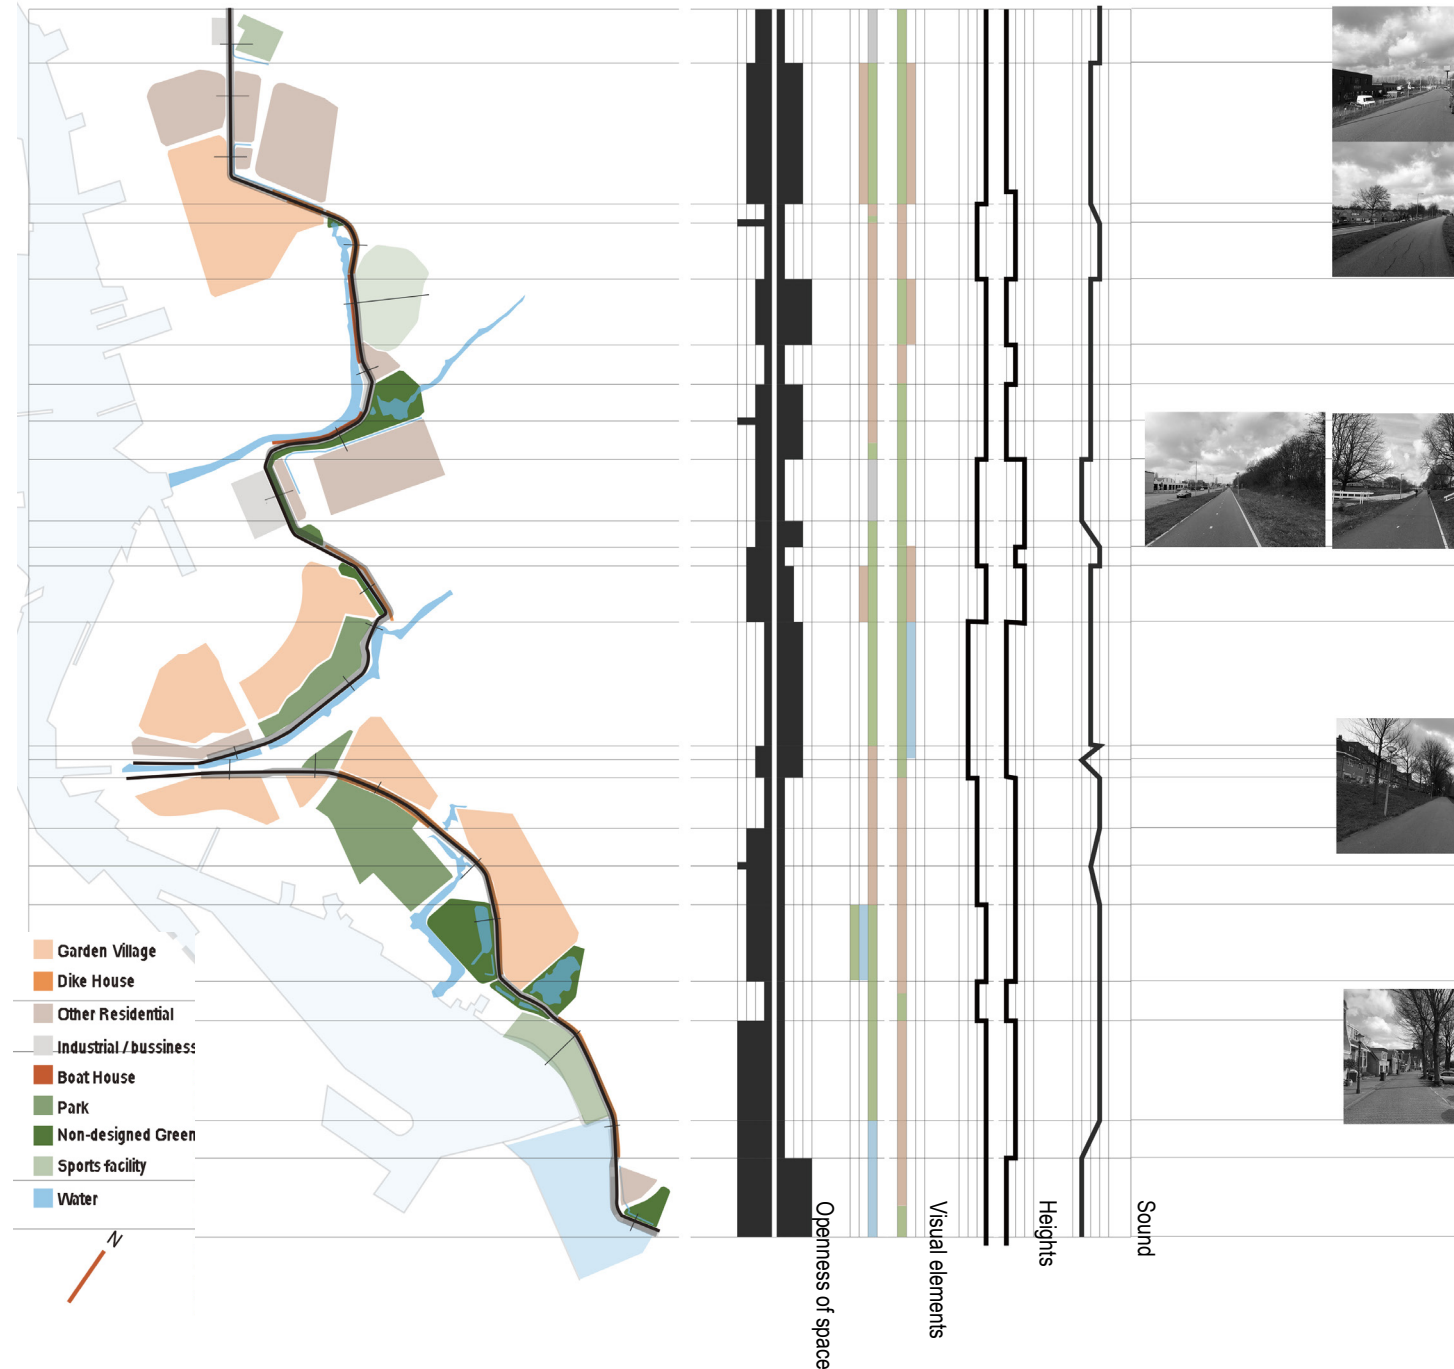 Garden Village
Dike House
Other Residential
Industrial / bussiness
Boat House
Park
Non-designed Green
Sports facility
Water
N
Openness of space
Visual elements
Heights
Sound